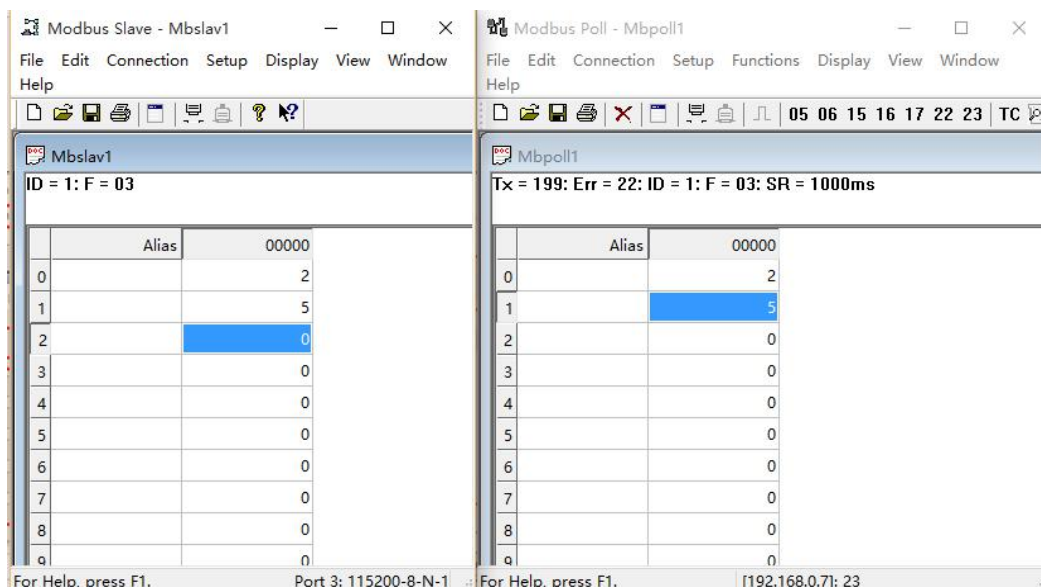 Modbus Slave - Mbslav1
File Edit Connection Setup Display View Window
Help
Mbslav1
ID = 1: F = 03
Alias 00000
0 2
1 5
2 0
3 0
4 0
5 0
6 0
7 0
8 0
9 0
For Help, press F1. Port 3: 115200-8-N-1
Modbus Poll - Mbpoll1
File Edit Connection Setup Functions Display View Window
Help
05 06 15 16 17 22 23 TC
Mbpoll1
Tx = 199: Err = 22: ID = 1: F = 03: SR = 1000ms
Alias 00000
0 2
1 5
2 0
3 0
4 0
5 0
6 0
7 0
8 0
9 0
For Help, press F1. [192.168.0.7]: 23